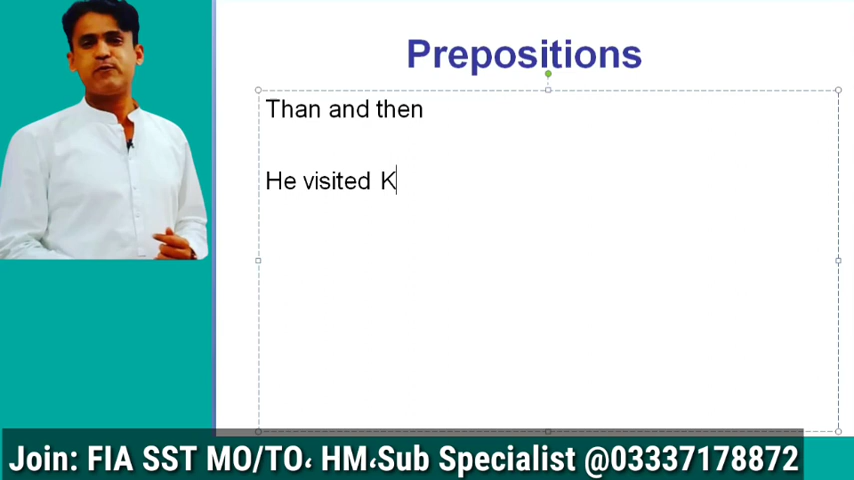 Prepositions
Than and then
He visited K
Join: FIA SST MO/TO، HM،Sub Specialist @03337178872